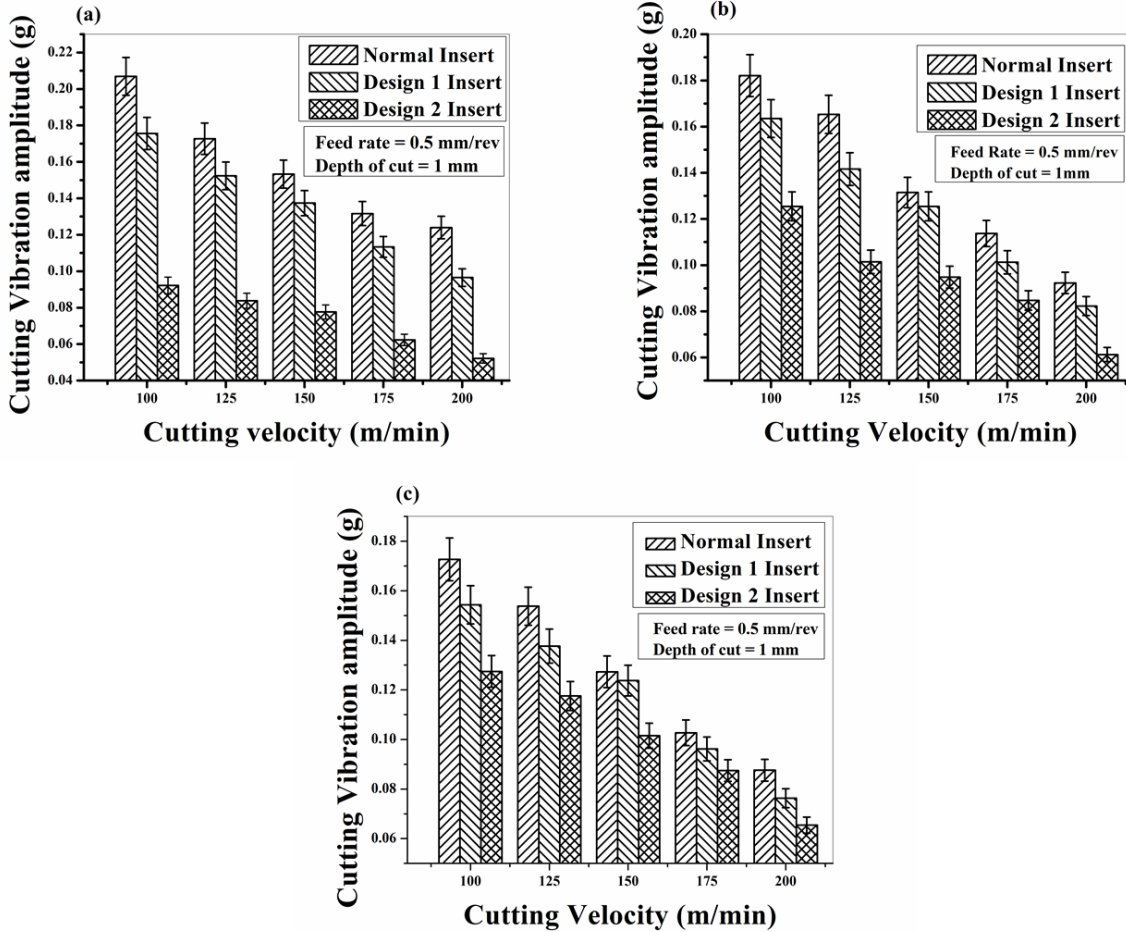 (a)
Cutting Vibration amplitude (g)
0.22
0.20
0.18
0.16
0.14
0.12
0.10
0.08
0.06
0.04
Normal Insert
Design 1 Insert
Design 2 Insert
Feed rate = 0.5 mm/rev
Depth of cut = 1 mm
100 125 150 175 200
Cutting velocity (m/min)
(b)
Cutting Vibration amplitude (g)
0.20
0.18
0.16
0.14
0.12
0.10
0.08
0.06
Normal Insert
Design 1 Insert
Design 2 Insert
Feed Rate = 0.5 mm/rev
Depth of cut = 1mm
100 125 150 175 200
Cutting Velocity (m/min)
(c)
Cutting Vibration amplitude (g)
0.18
0.16
0.14
0.12
0.10
0.08
0.06
Normal Insert
Design 1 Insert
Design 2 Insert
Feed rate = 0.5 mm/rev
Depth of cut = 1 mm
100 125 150 175 200
Cutting Velocity (m/min)